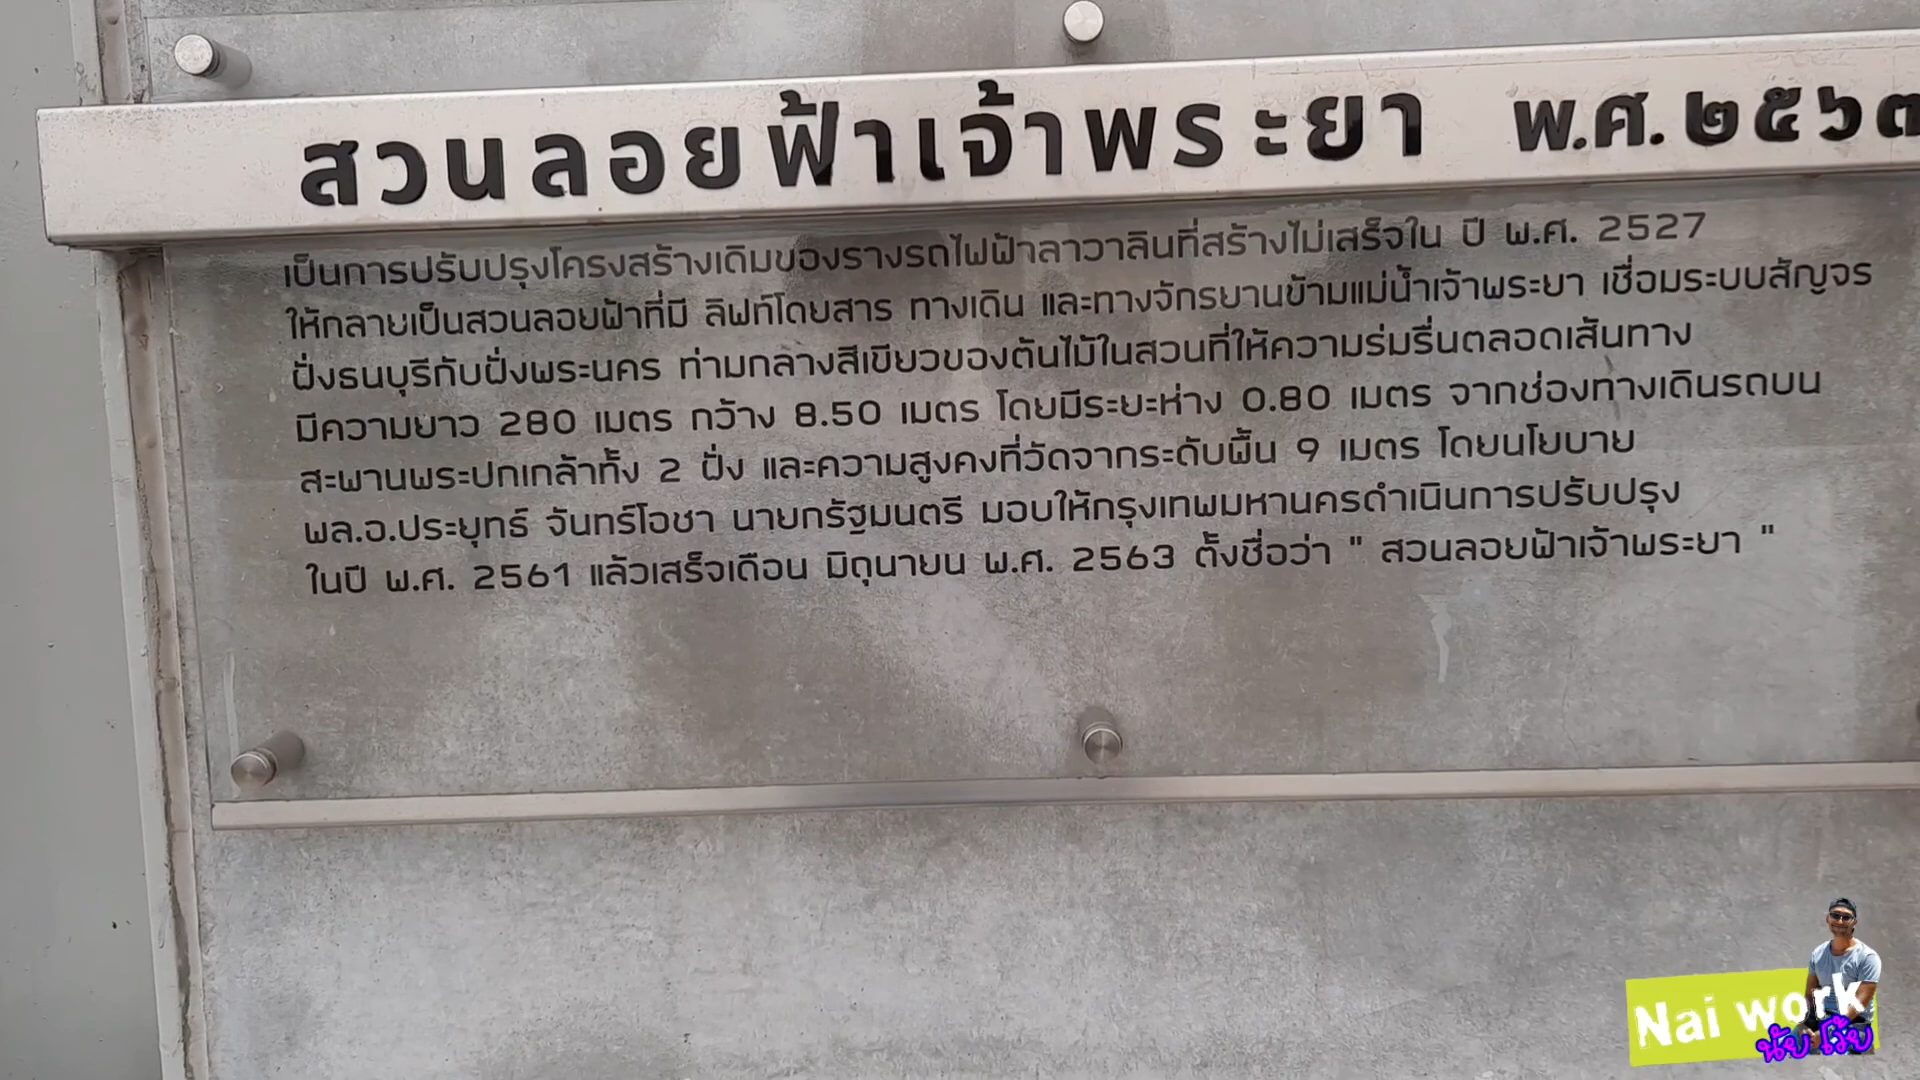 สวนลอยฟ้าเจ้าพระยา พ.ศ. ๒๕๖๓
เป็นการปรับปรุงโครงสร้างเดิมของรางรถไฟฟ้าลาวาลินที่สร้างไม่เสร็จใน ปี พ.ศ. 2527
ให้กลายเป็นสวนลอยฟ้าที่มี ลิฟท์โดยสาร ทางเดิน และทางจักรยานข้ามแม่น้ำเจ้าพระยา เชื่อมระบบสัญจร
ฝั่งธนบุรีกับฝั่งพระนคร ท่ามกลางสีเขียวของต้นไม้ในสวนที่ให้ความร่มรื่นตลอดเส้นทาง
มีความยาว 280 เมตร กว้าง 8.50 เมตร โดยมีระยะห่าง 0.80 เมตร จากช่องทางเดินรถบน
สะพานพระปกเกล้าทั้ง 2 ฝั่ง และความสูงคงที่วัดจากระดับพื้น 9 เมตร โดยนโยบาย
พล.อ.ประยุทธ์ จันทร์โอชา นายกรัฐมนตรี มอบให้กรุงเทพมหานครดำเนินการปรับปรุง
ในปี พ.ศ. 2561 แล้วเสร็จเดือน มิถุนายน พ.ศ. 2563 ตั้งชื่อว่า " สวนลอยฟ้าเจ้าพระยา "
Nai work
นัย เวิ้ย